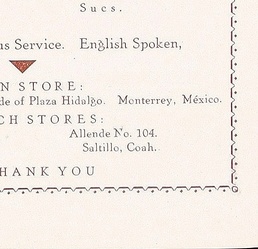 Sucs.
us Service. English Spoken,
N STORE:
de of Plaza Hidalgo. Monterrey, México.
CH STORES:
Allende No. 104.
Saltillo, Coah.
HANK YOU